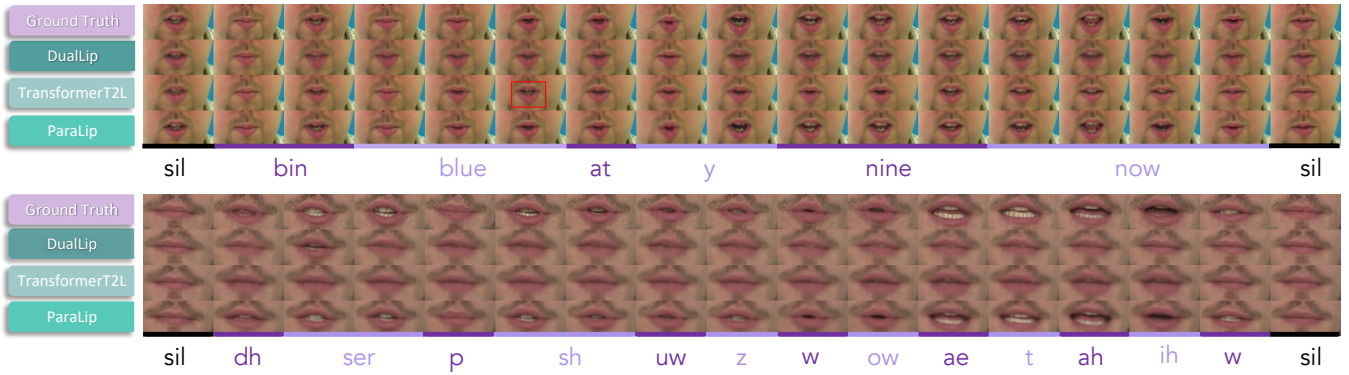 Ground Truth
DualLip
TransformerT2L
ParaLip
sil bin blue at y nine now sil
Ground Truth
DualLip
TransformerT2L
ParaLip
sil dh ser p sh uw z w ow ae t ah ih w sil